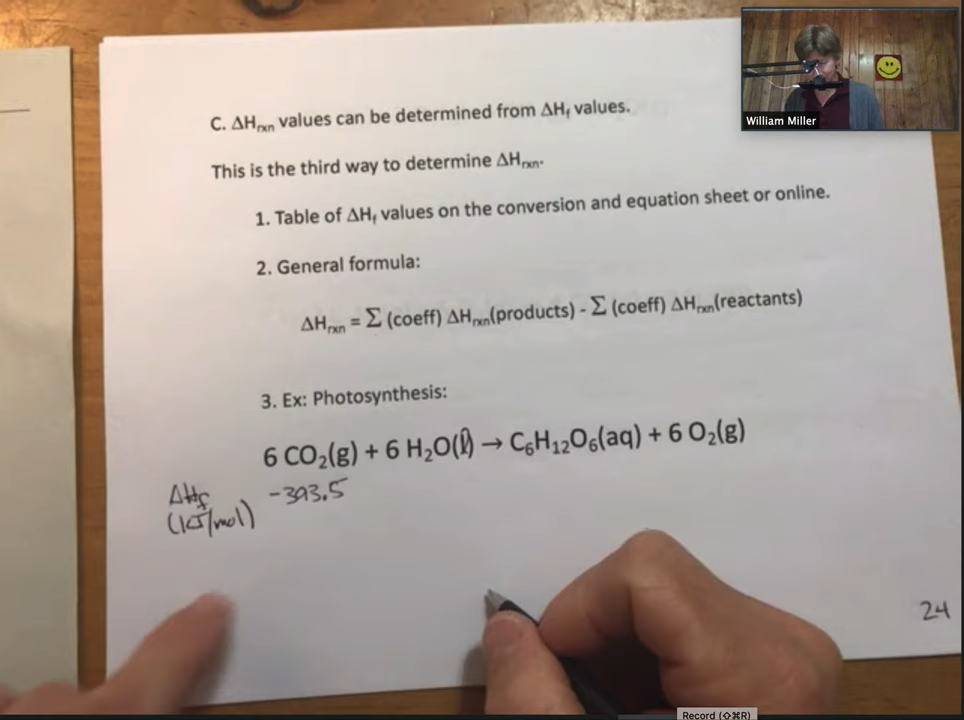 William Miller
C. ΔHrxn values can be determined from ΔHf values.
This is the third way to determine ΔHrxn.
1. Table of ΔHf values on the conversion and equation sheet or online.
2. General formula:
ΔHrxn = Σ (coeff) ΔHrxn(products) - Σ (coeff) ΔHrxn(reactants)
3. Ex: Photosynthesis:
6 CO₂(g) + 6 H₂O(l) → C₆H₁₂O₆(aq) + 6 O₂(g)
ΔHf -393.5
(kJ/mol)
24
Record (⇧⌘R)